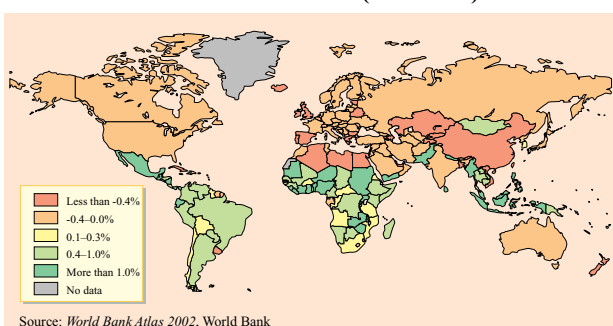 Less than -0.4%
-0.4–0.0%
0.1–0.3%
0.4–1.0%
More than 1.0%
No data
Source: World Bank Atlas 2002, World Bank